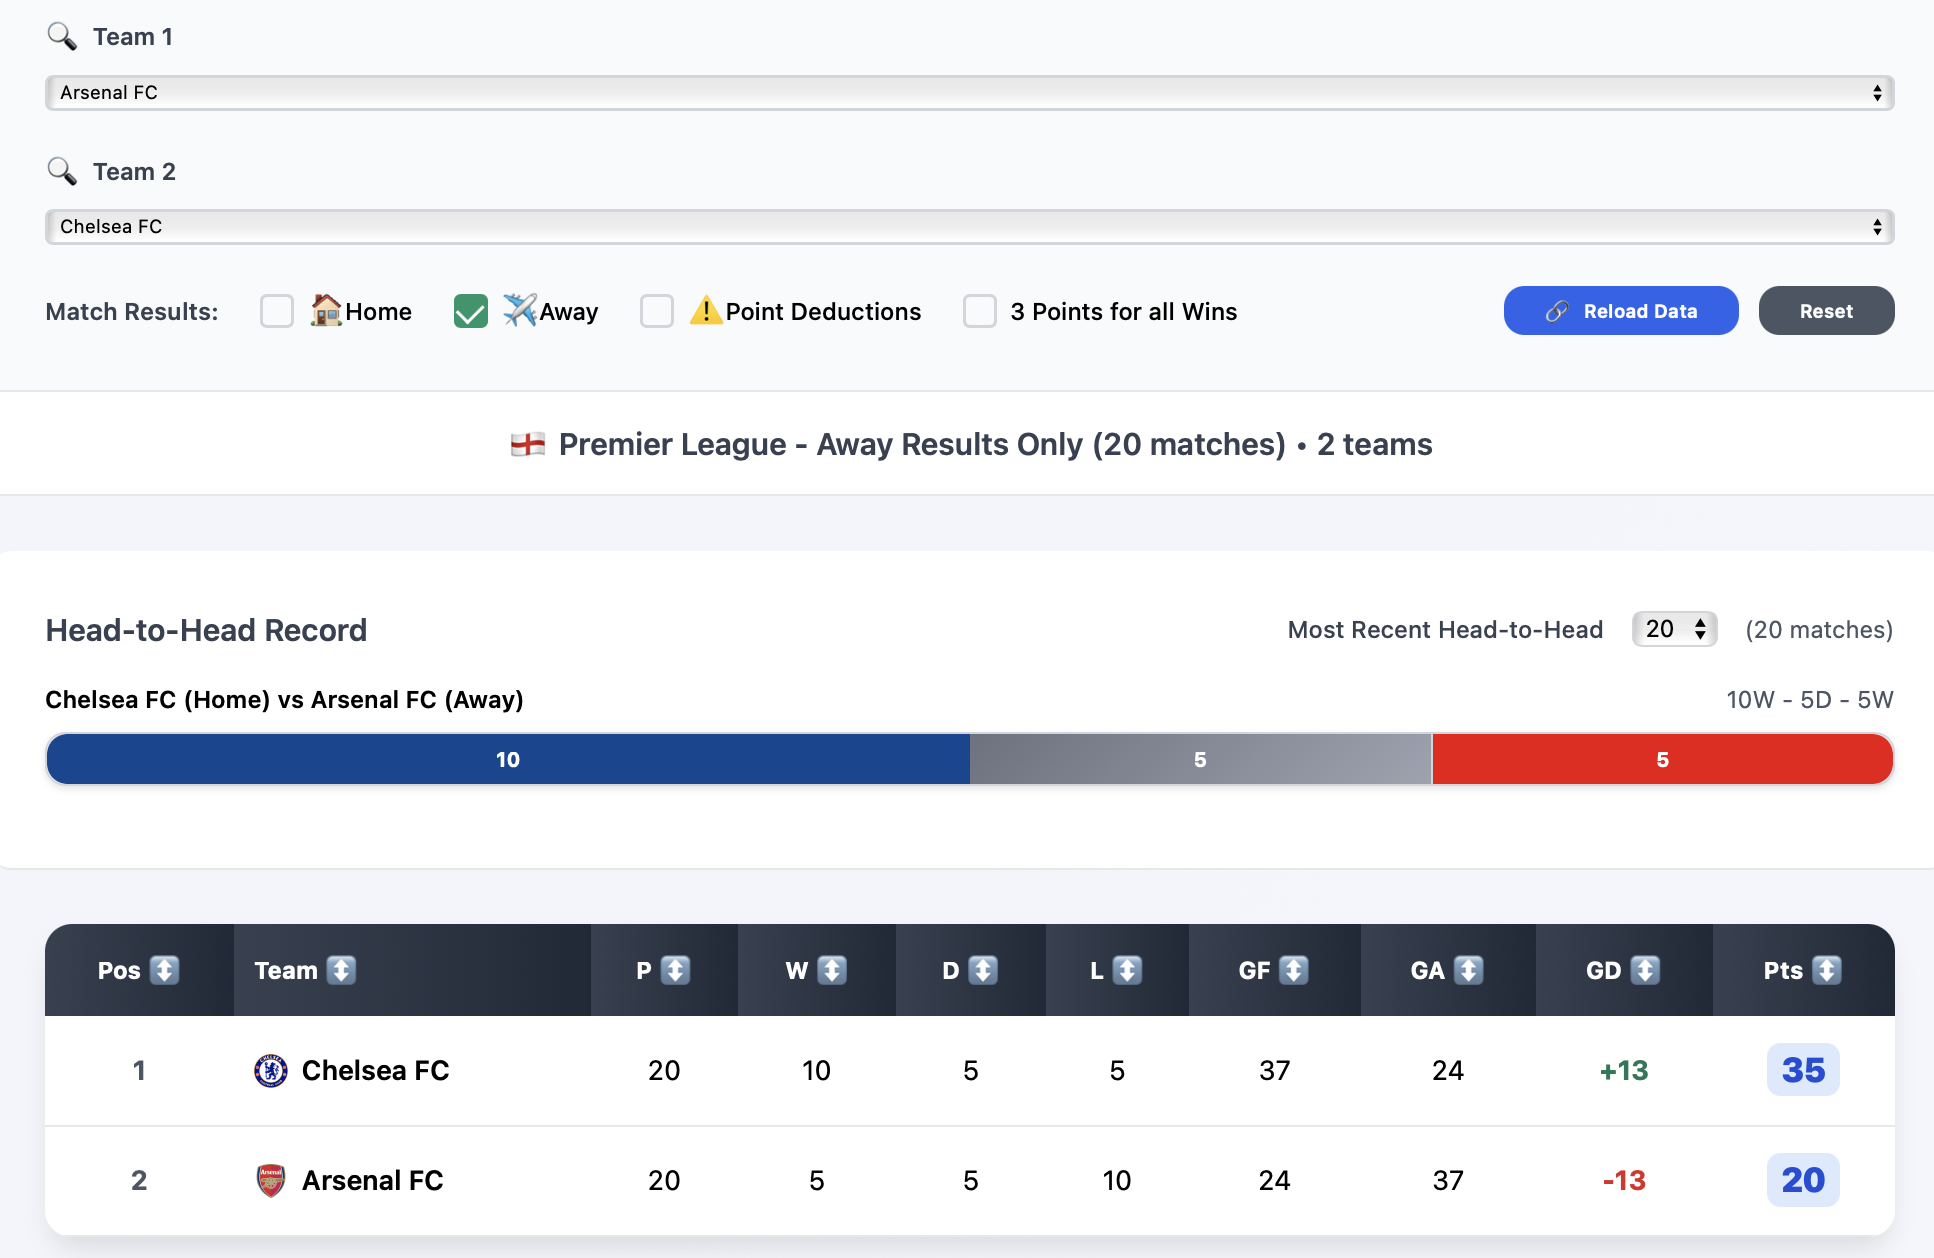 Team 1
Arsenal FC
Team 2
Chelsea FC
Match Results: Home Away Point Deductions 3 Points for all Wins Reload Data Reset
Premier League - Away Results Only (20 matches) • 2 teams
Head-to-Head Record Most Recent Head-to-Head 20 (20 matches)
Chelsea FC (Home) vs Arsenal FC (Away) 10W - 5D - 5W
10 5 5
Pos Team P W D L GF GA GD Pts
1 Chelsea FC 20 10 5 5 37 24 +13 35
2 Arsenal FC 20 5 5 10 24 37 -13 20